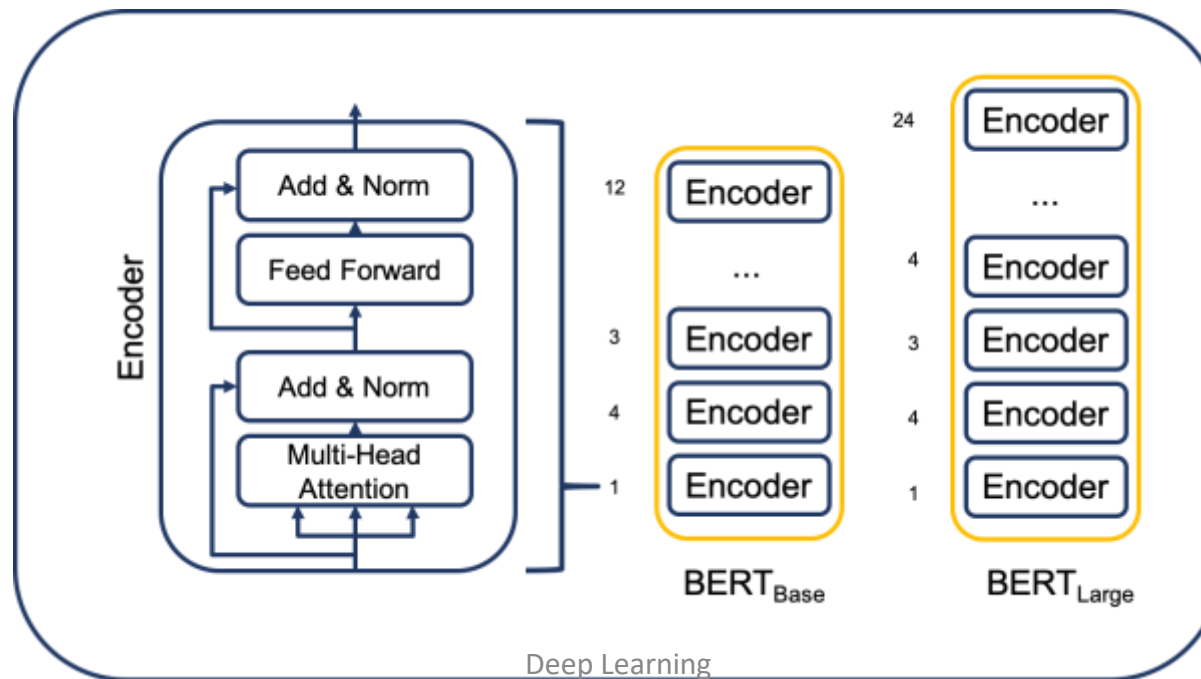 Encoder
Add & Norm
Feed Forward
Add & Norm
Multi-Head
Attention
12
Encoder
...
3
Encoder
4
Encoder
1
Encoder
BERTBase
24
Encoder
...
4
Encoder
3
Encoder
4
Encoder
1
Encoder
BERTLarge
Deep Learning